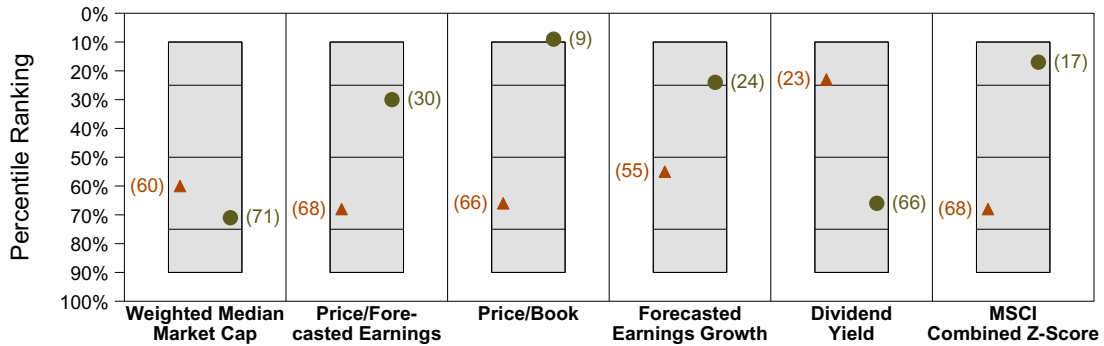 Percentile Ranking
0%
10%
20%
30%
40%
50%
60%
70%
80%
90%
100%
(60)
(71)
(30)
(68)
(9)
(66)
(24)
(55)
(23)
(66)
(17)
(68)
Weighted Median
Market Cap
Price/Fore-
casted Earnings
Price/Book
Forecasted
Earnings Growth
Dividend
Yield
MSCI
Combined Z-Score